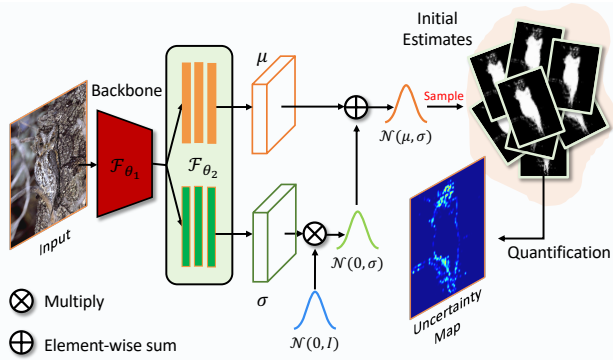 Initial
Estimates
μ
Backbone
Sample
𝒩(μ, σ)
ℱθ₁
ℱθ₂
Input
𝒩(0, σ)
Quantification
σ
Multiply
Uncertainty
Map
Element-wise sum
𝒩(0, I)